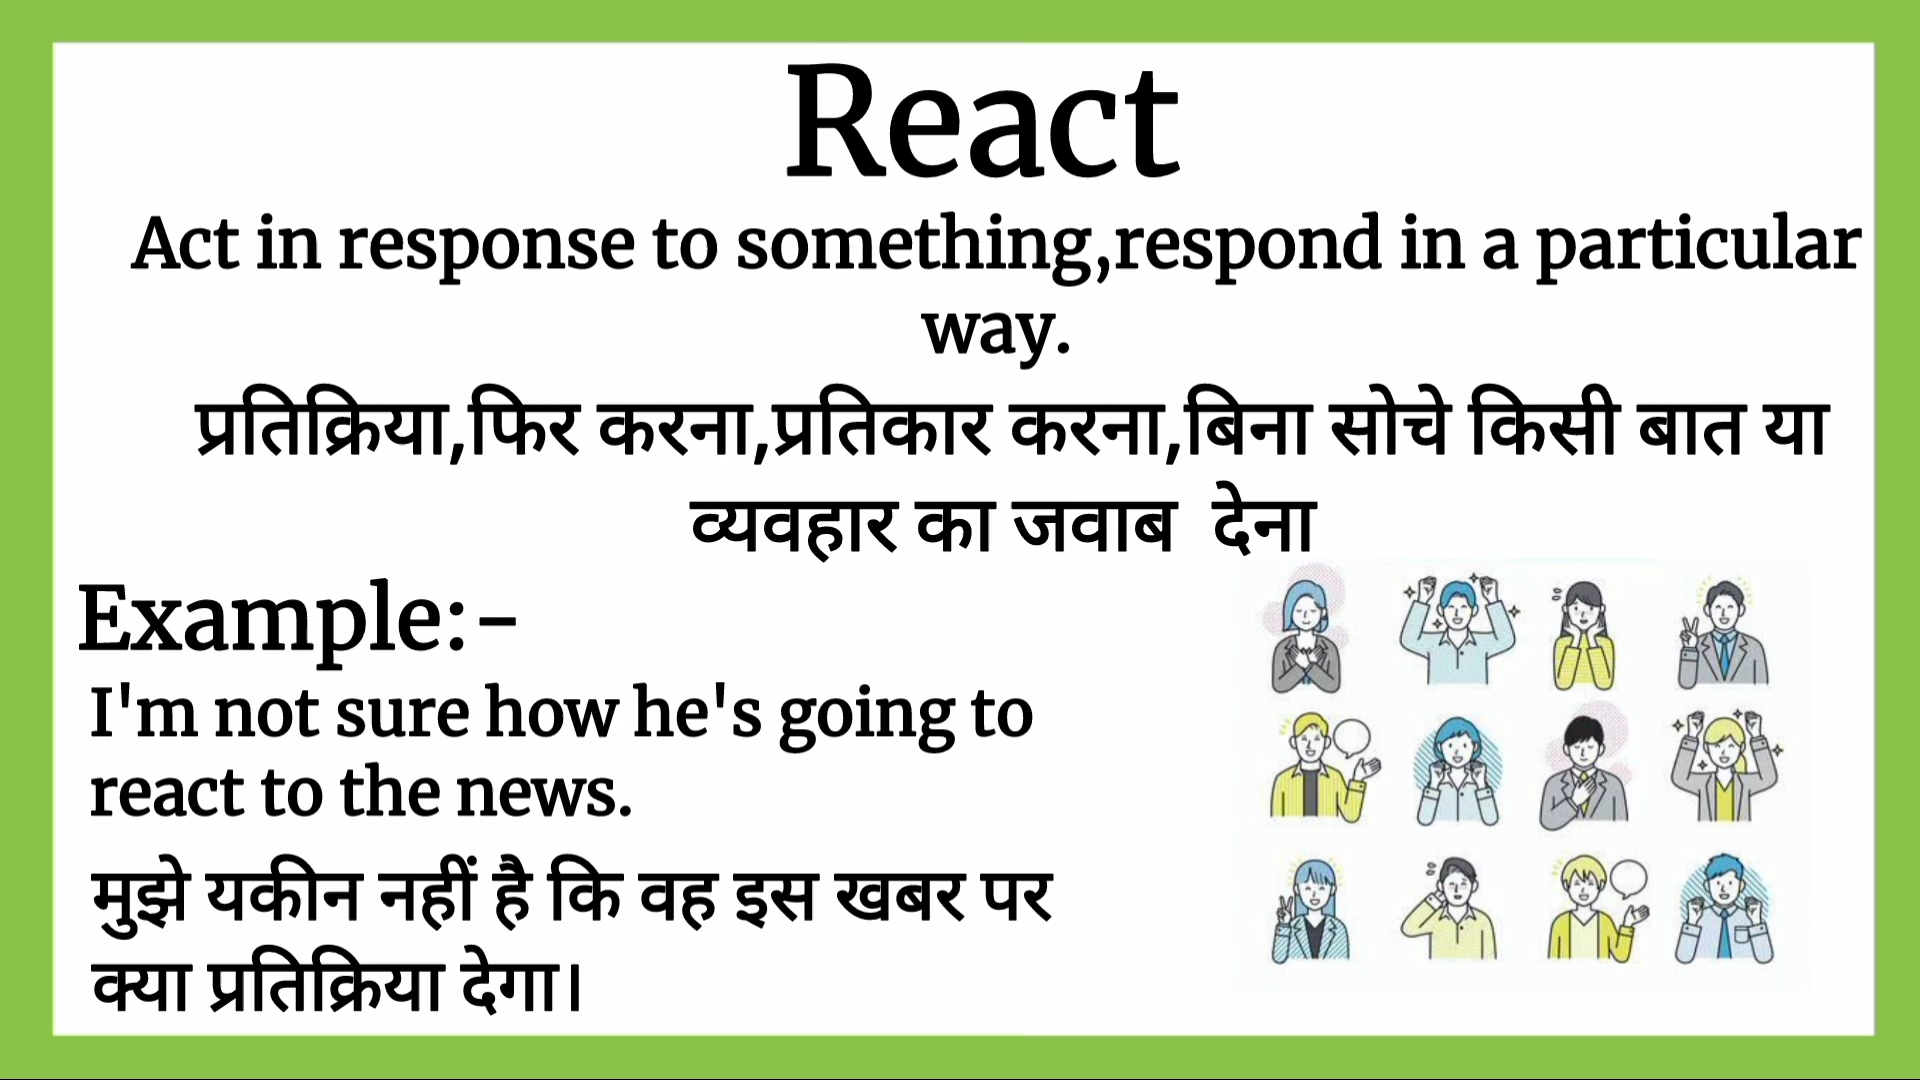 React
Act in response to something,respond in a particular
way.
प्रतिक्रिया,फिर करना,प्रतिकार करना,बिना सोचे किसी बात या
व्यवहार का जवाब  देना
Example:-
I'm not sure how he's going to
react to the news.
मुझे यकीन नहीं है कि वह इस खबर पर
क्या प्रतिक्रिया देगा।